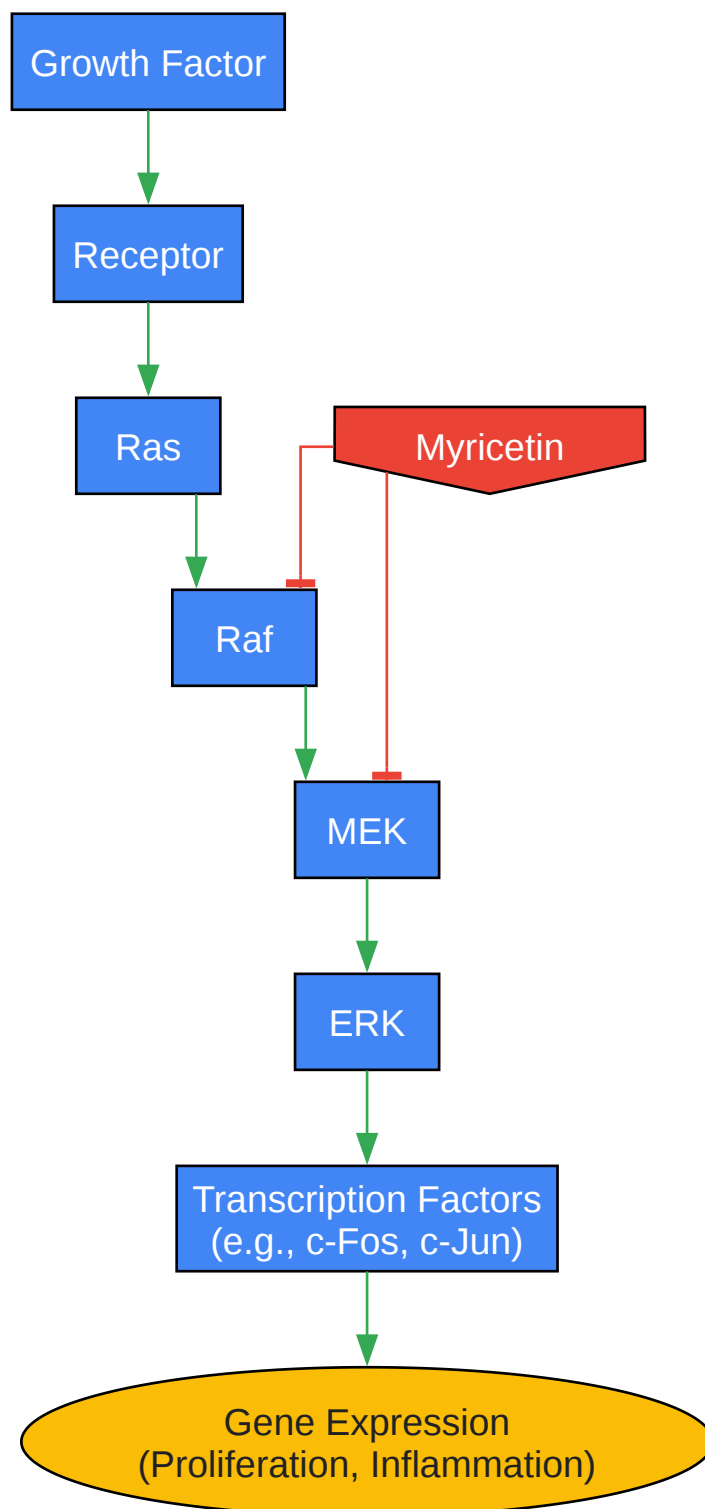 Growth Factor
Receptor
Ras
Myricetin
Raf
MEK
ERK
Transcription Factors
(e.g., c-Fos, c-Jun)
Gene Expression
(Proliferation, Inflammation)